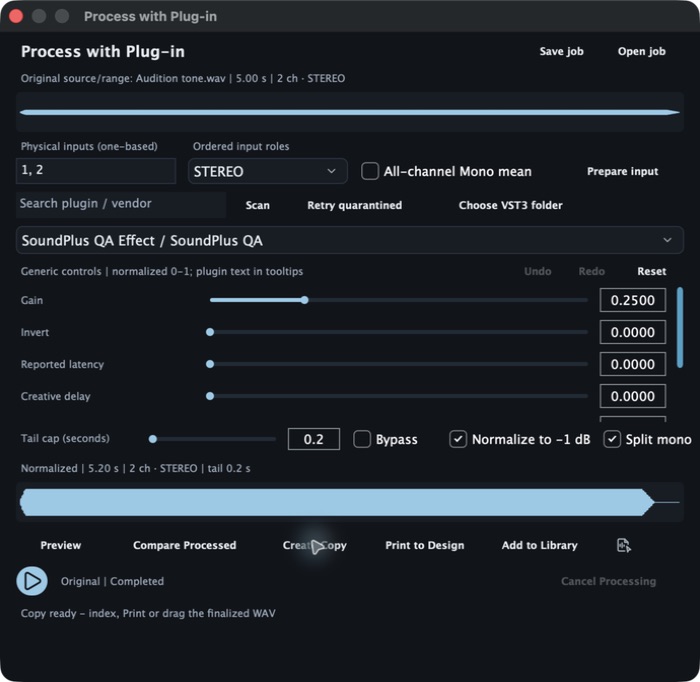 Process with Plug-in
Process with Plug-in Save job Open job
Original source/range: Audition tone.wav | 5.00 s | 2 ch · STEREO
Physical inputs (one-based) Ordered input roles
1, 2 STEREO All-channel Mono mean Prepare input
Search plugin / vendor Scan Retry quarantined Choose VST3 folder
SoundPlus QA Effect / SoundPlus QA
Generic controls | normalized 0-1; plugin text in tooltips Undo Redo Reset
Gain 0.2500
Invert 0.0000
Reported latency 0.0000
Creative delay 0.0000
Tail cap (seconds) 0.2 Bypass Normalize to -1 dB Split mono
Normalized | 5.20 s | 2 ch · STEREO | tail 0.2 s
Preview Compare Processed Create Copy Print to Design Add to Library
Original | Completed Cancel Processing
Copy ready - index, Print or drag the finalized WAV